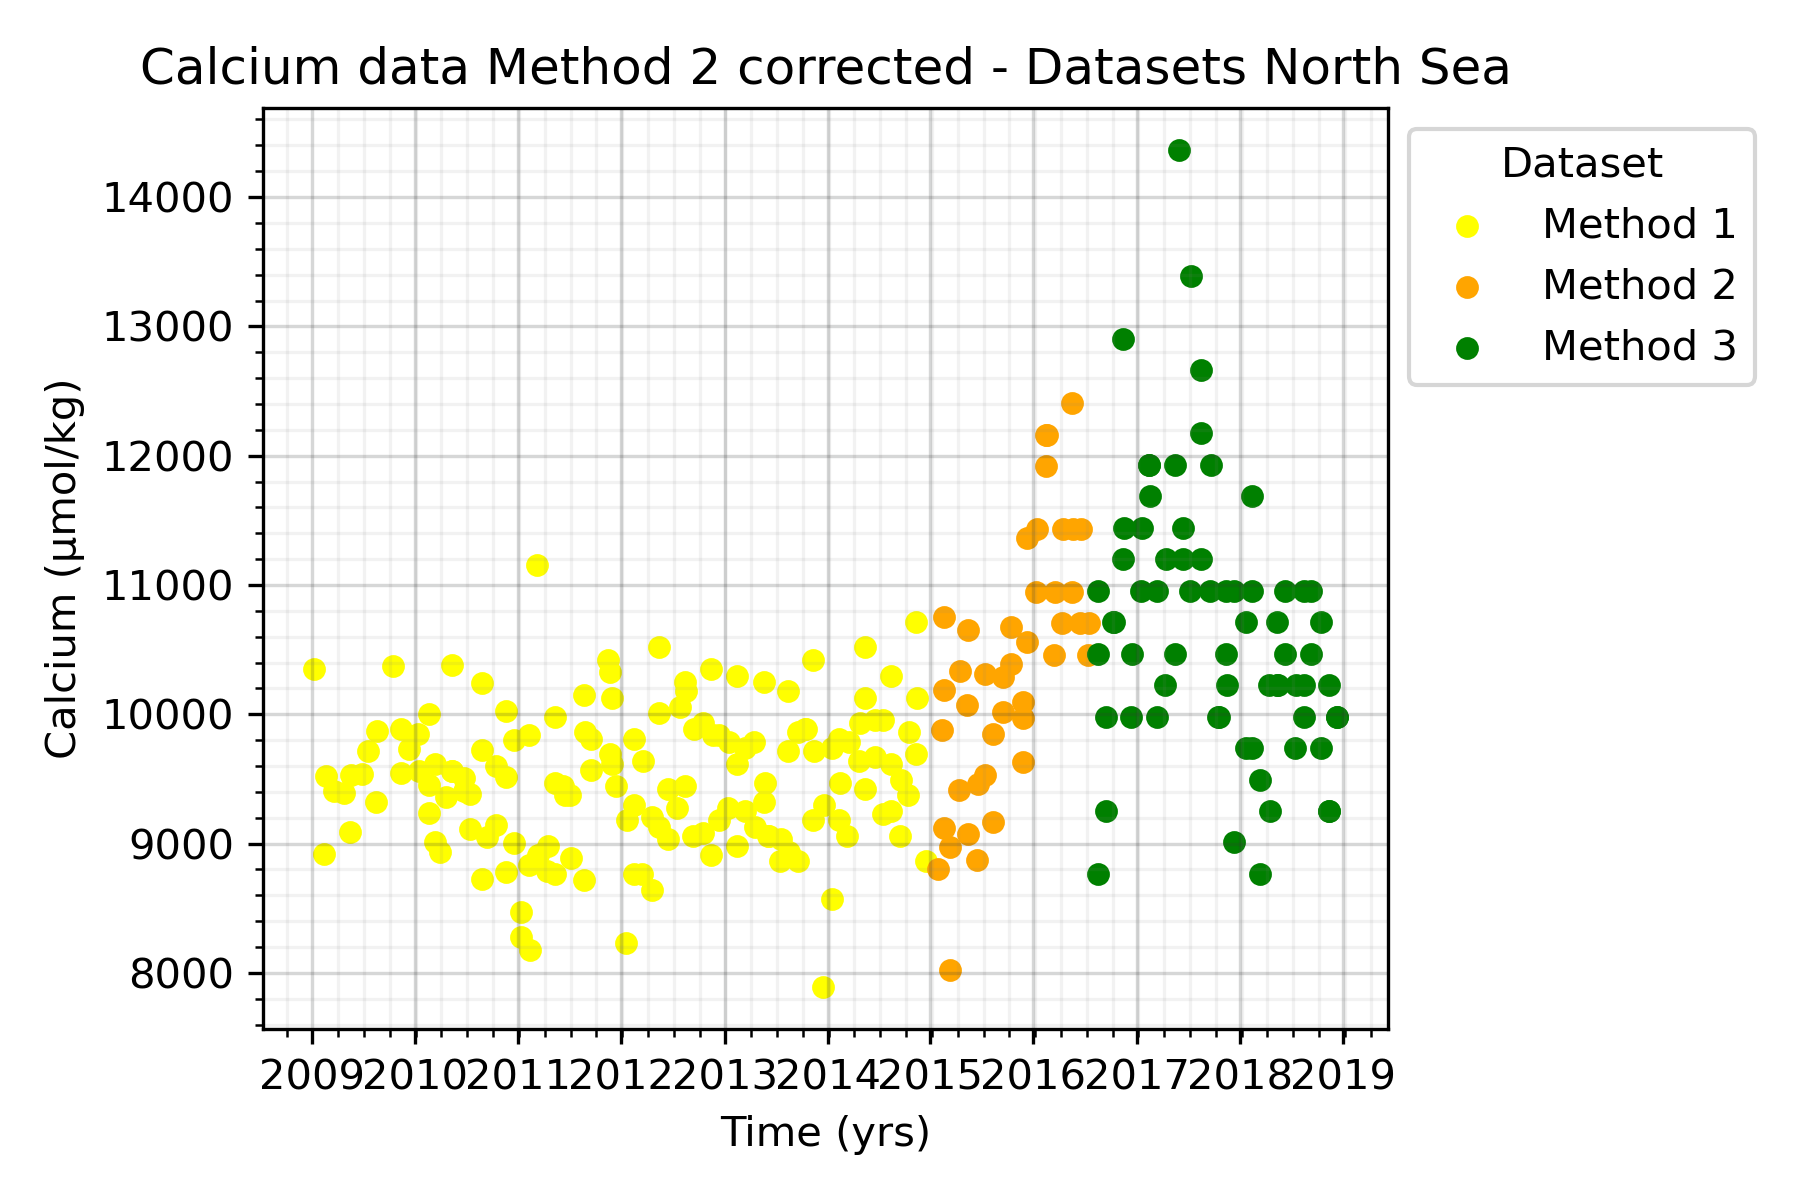 Calcium data Method 2 corrected - Datasets North Sea
Dataset
Method 1
Method 2
Method 3
Calcium (µmol/kg)
14000
13000
12000
11000
10000
9000
8000
2009 2010 2011 2012 2013 2014 2015 2016 2017 2018 2019
Time (yrs)